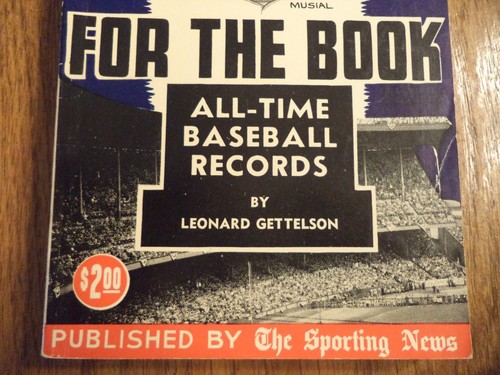 MUSIAL
FOR THE BOOK
ALL-TIME
BASEBALL
RECORDS
BY
LEONARD GETTELSON
$2.00
PUBLISHED BY The Sporting News